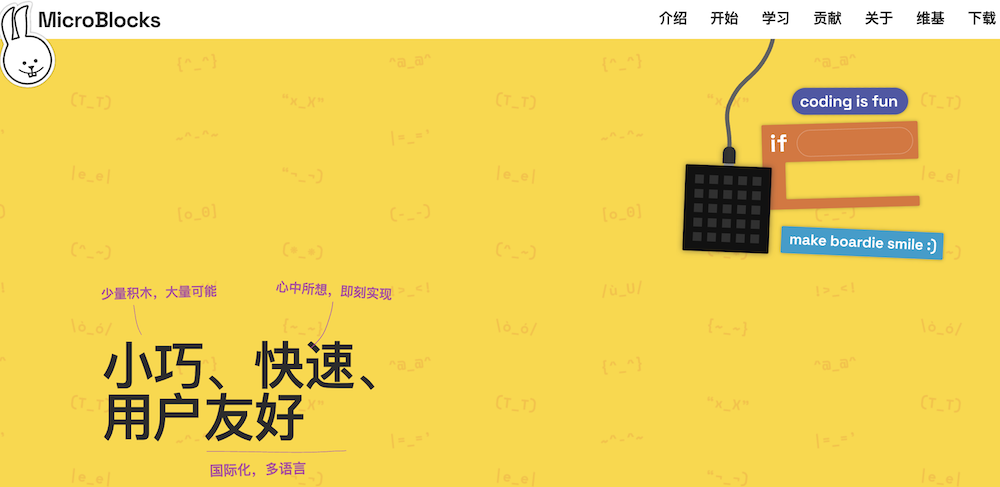 MicroBlocks
介绍 开始 学习 贡献 关于 维基 下载
coding is fun
if
make boardie smile :)
少量积木，大量可能
心中所想，即刻实现
小巧、快速、
用户友好
国际化，多语言